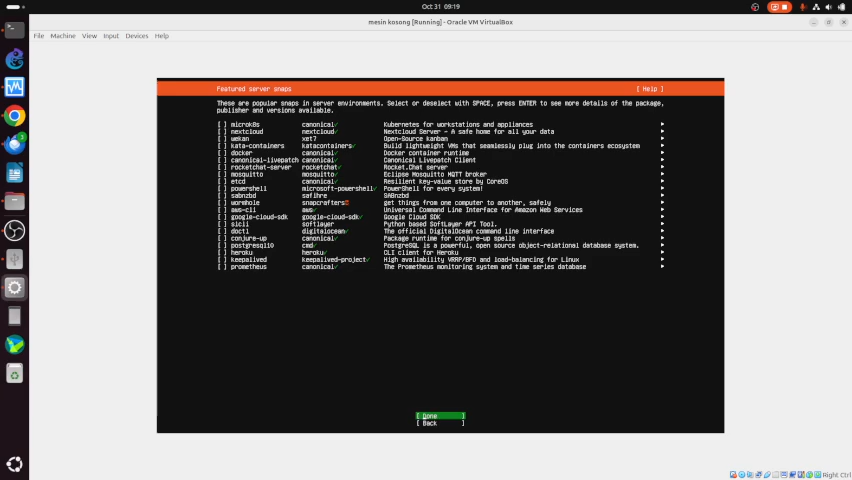 Oct 31 09:19
mesin kosong [Running] - Oracle VM VirtualBox
File Machine View Input Devices Help
Featured server snaps [ Help ]
These are popular snaps in server environments. Select or deselect with SPACE, press ENTER to see more details of the package,
publisher and versions available.
[ ] microk8s canonical✓ Kubernetes for workstations and appliances
[ ] nextcloud nextcloud✓ Nextcloud Server - A safe home for all your data
[ ] wekan xet7 Open-Source kanban
[ ] kata-containers katacontainers✓ Build lightweight VMs that seamlessly plug into the containers ecosystem
[ ] docker canonical✓ Docker container runtime
[ ] canonical-livepatch canonical✓ Canonical Livepatch Client
[ ] rocketchat-server rocketchat✓ Rocket.Chat server
[ ] mosquitto mosquitto✓ Eclipse Mosquitto MQTT broker
[ ] etcd canonical✓ Resilient key-value store by CoreOS
[ ] powershell microsoft-powershell✓ PowerShell for every system!
[ ] sabnzbd safihre SABnzbd
[ ] wormhole snapcrafters get things from one computer to another, safely
[ ] aws-cli aws✓ Universal Command Line Interface for Amazon Web Services
[ ] google-cloud-sdk google-cloud-sdk✓ Google Cloud SDK
[ ] slcli softlayer Python based SoftLayer API Tool.
[ ] doctl digitalocean✓ The official DigitalOcean command line interface
[ ] conjure-up canonical✓ Package runtime for conjure-up spells
[ ] postgresql10 cmd✓ PostgreSQL is a powerful, open source object-relational database system.
[ ] heroku heroku✓ CLI client for Heroku
[ ] keepalived keepalived-project✓ High availability VRRP/BFD and load-balancing for Linux
[ ] prometheus canonical✓ The Prometheus monitoring system and time series database
[ Done ]
[ Back ]
3
Right Ctrl